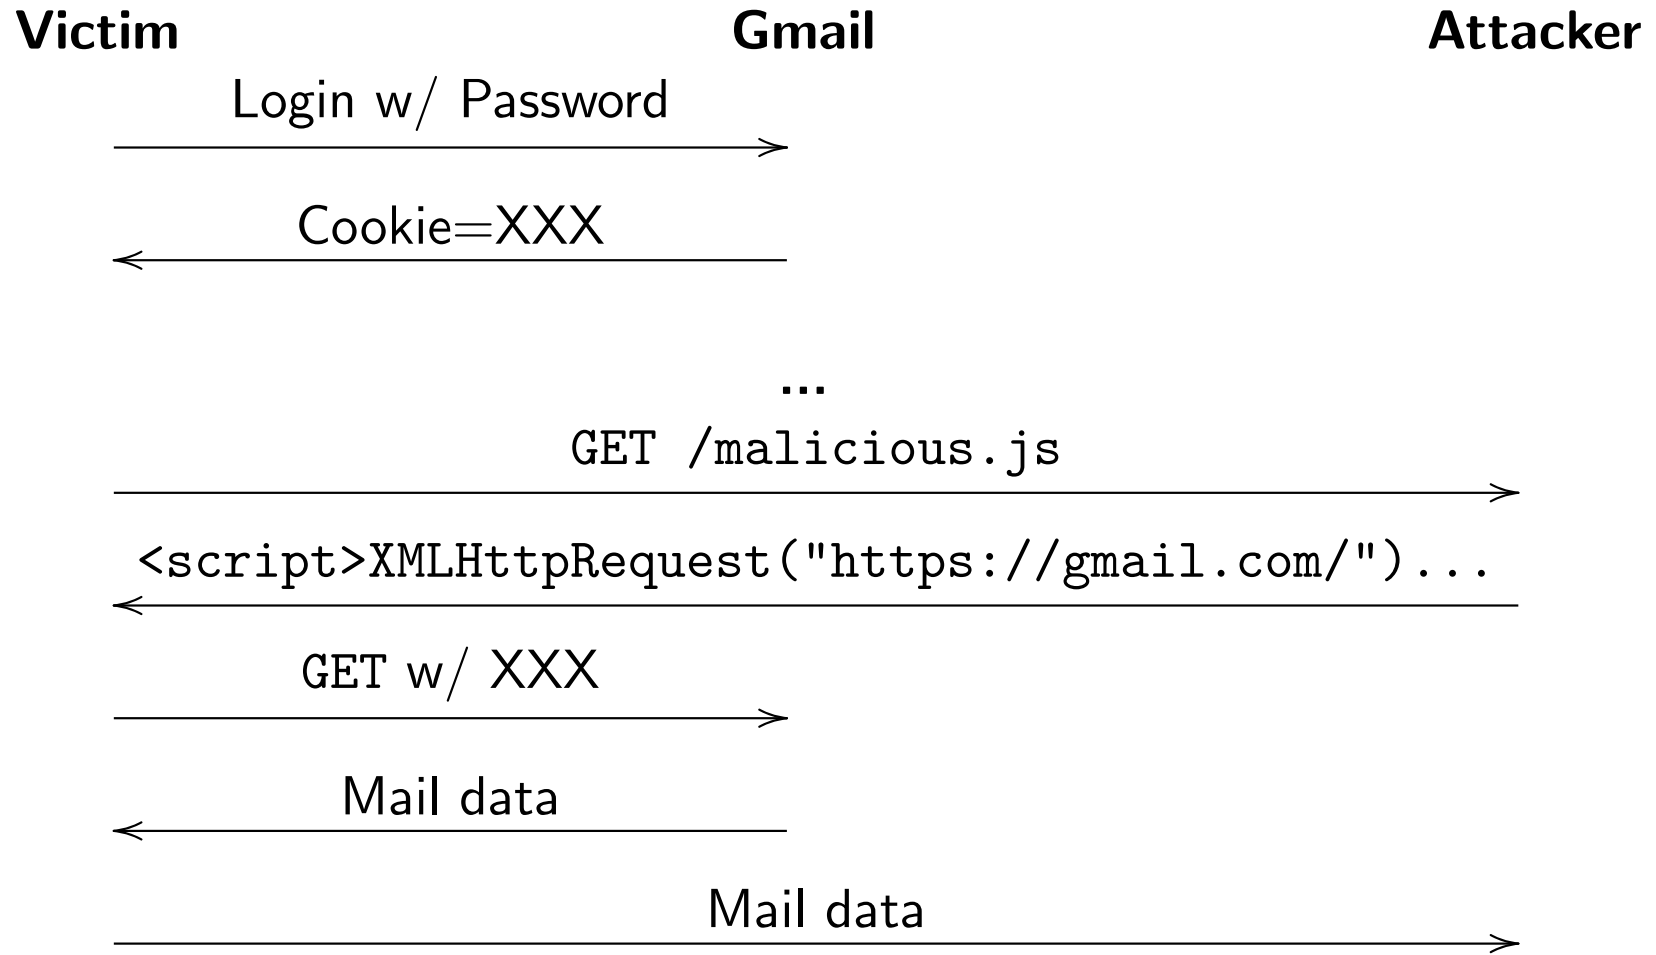 Victim Gmail Attacker
Login w/ Password
Cookie=XXX
...
GET /malicious.js
<script>XMLHttpRequest("https://gmail.com/")...
GET w/ XXX
Mail data
Mail data